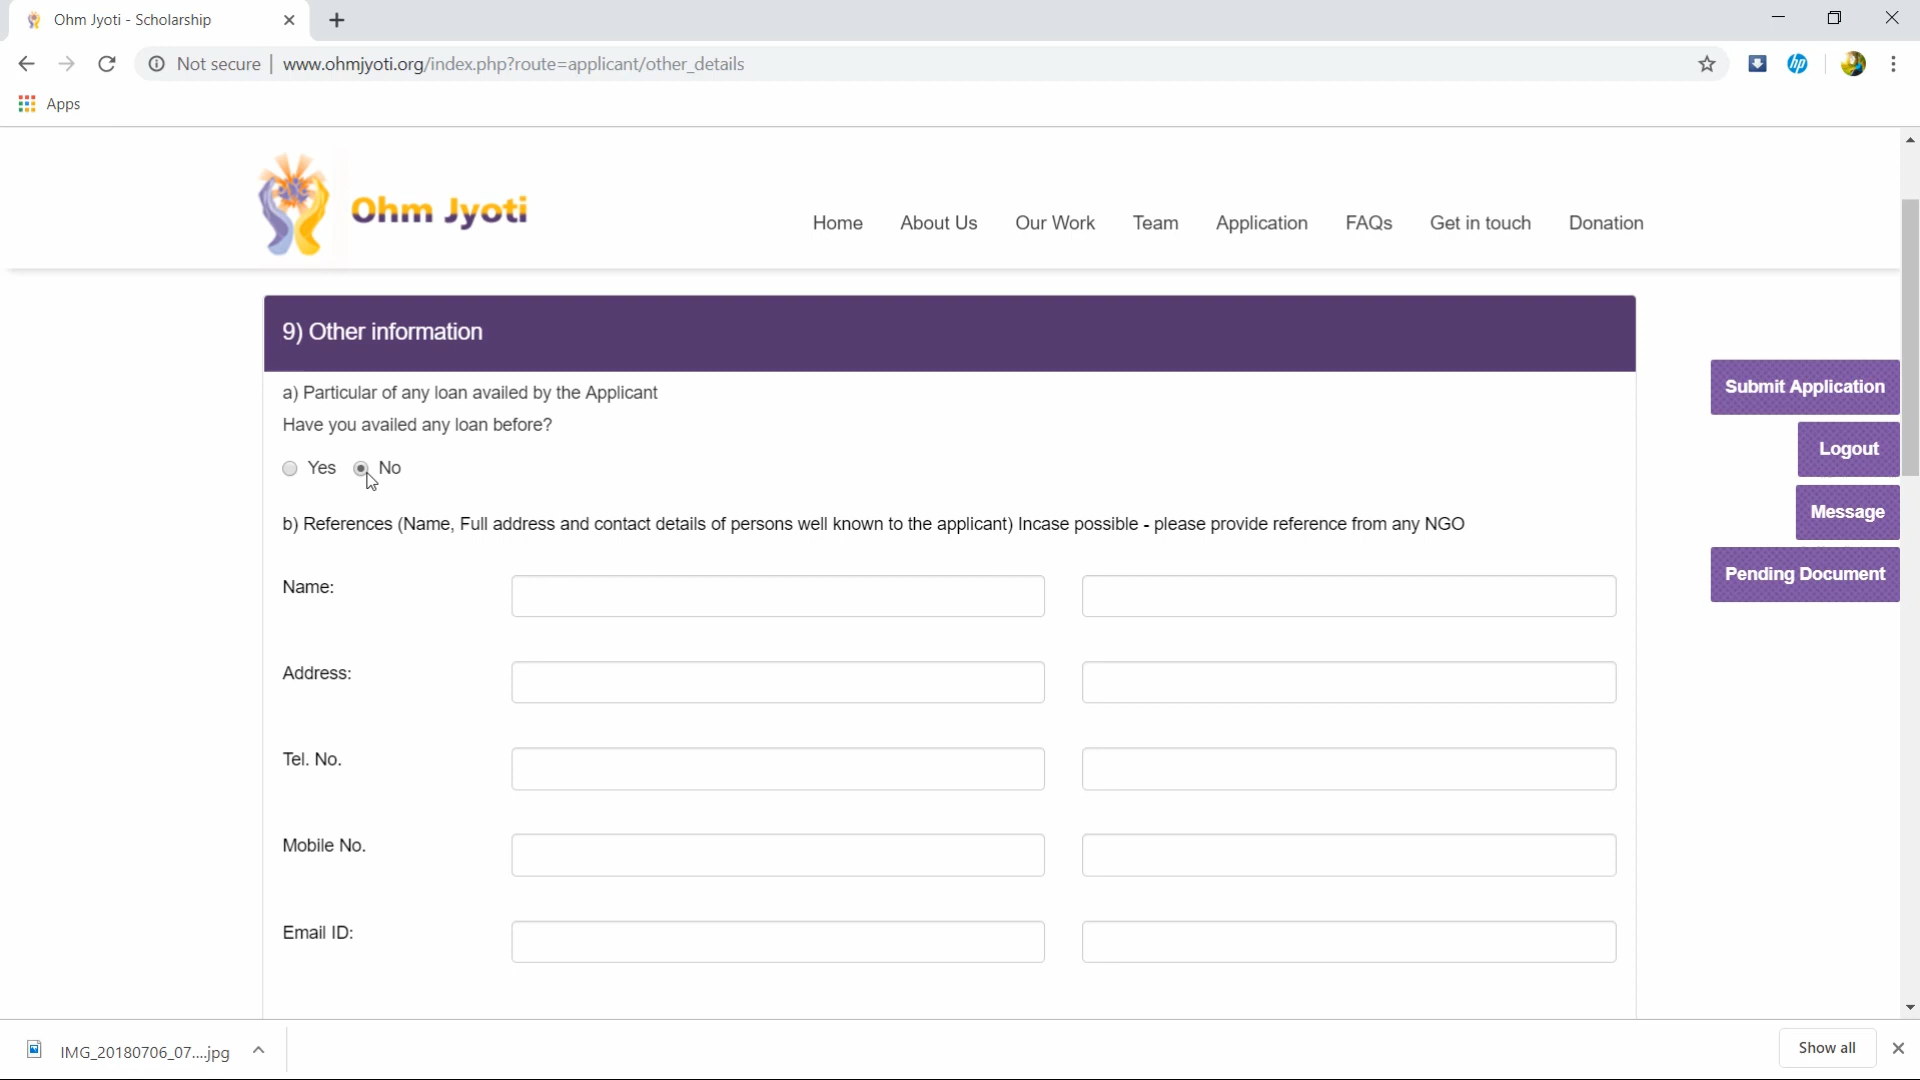 Ohm Jyoti - Scholarship
Not secure | www.ohmjyoti.org/index.php?route=applicant/other_details
hp
Apps
Ohm Jyoti
Home About Us Our Work Team Application FAQs Get in touch Donation
9) Other information
a) Particular of any loan availed by the Applicant
Have you availed any loan before?
Yes No
b) References (Name, Full address and contact details of persons well known to the applicant) Incase possible - please provide reference from any NGO
Name:
Address:
Tel. No.
Mobile No.
Email ID:
Submit Application
Logout
Message
Pending Document
IMG_20180706_07....jpg
Show all